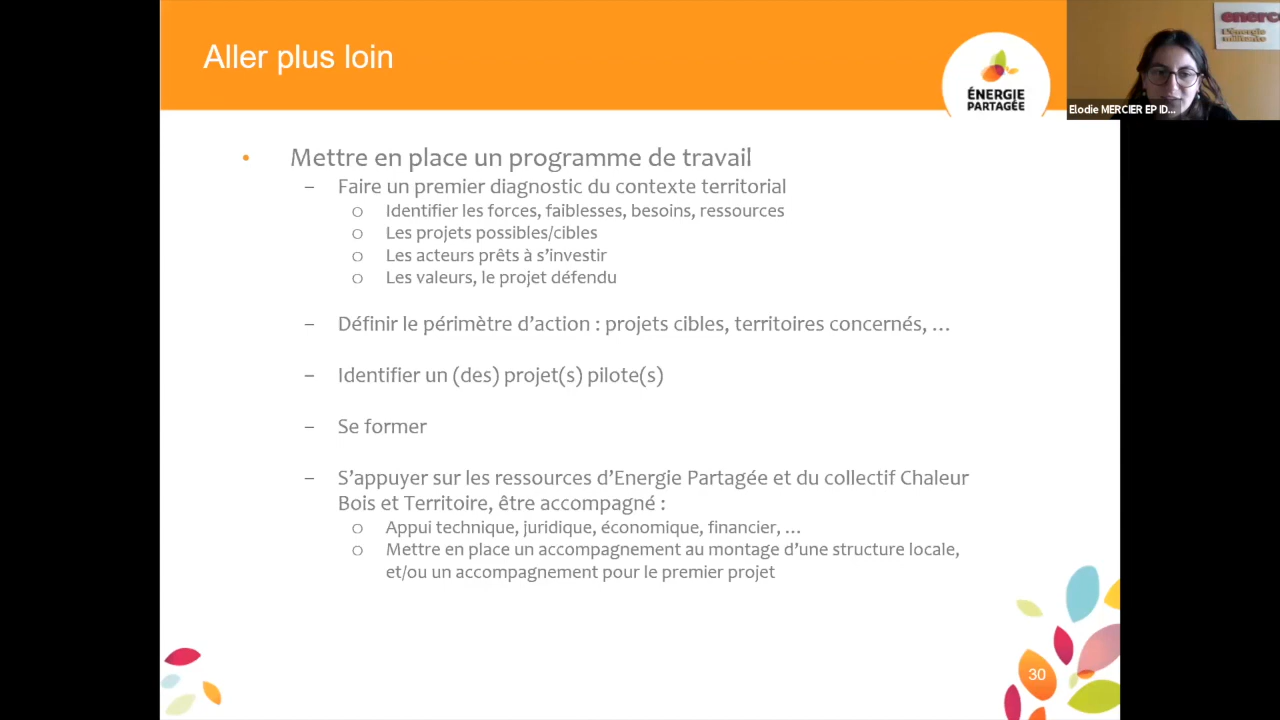 Aller plus loin
ÉNERGIE
PARTAGÉE
Elodie MERCIER EP ID...
• Mettre en place un programme de travail
– Faire un premier diagnostic du contexte territorial
o Identifier les forces, faiblesses, besoins, ressources
o Les projets possibles/cibles
o Les acteurs prêts à s’investir
o Les valeurs, le projet défendu
– Définir le périmètre d’action : projets cibles, territoires concernés, …
– Identifier un (des) projet(s) pilote(s)
– Se former
– S’appuyer sur les ressources d’Energie Partagée et du collectif Chaleur
Bois et Territoire, être accompagné :
o Appui technique, juridique, économique, financier, …
o Mettre en place un accompagnement au montage d’une structure locale,
et/ou un accompagnement pour le premier projet
30